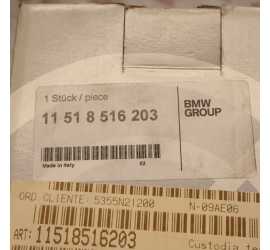 1 Stück / piece
11 51 8 516 203
BMW
GROUP
Made in Italy
ORD CLIENTE: 5355N21200
N-09AE06
ART: 11518516203
Custodia te